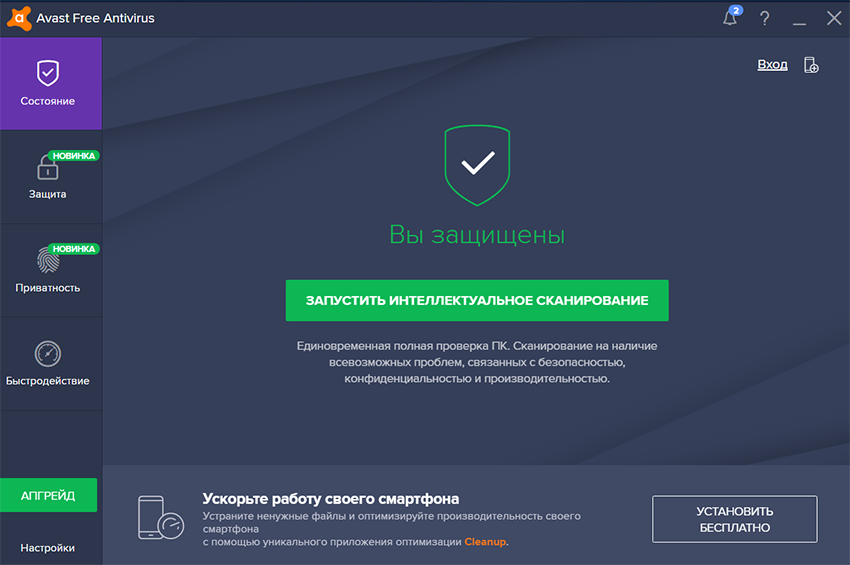 Avast Free Antivirus
2
?
Вход
Состояние
НОВИНКА
Защита
НОВИНКА
Приватность
Быстродействие
АПГРЕЙД
Настройки
Вы защищены
ЗАПУСТИТЬ ИНТЕЛЛЕКТУАЛЬНОЕ СКАНИРОВАНИЕ
Единовременная полная проверка ПК. Сканирование на наличие
всевозможных проблем, связанных с безопасностью,
конфиденциальностью и производительностью.
Ускорьте работу своего смартфона
Устраните ненужные файлы и оптимизируйте производительность своего
смартфона
с помощью уникального приложения оптимизации Cleanup.
УСТАНОВИТЬ
БЕСПЛАТНО